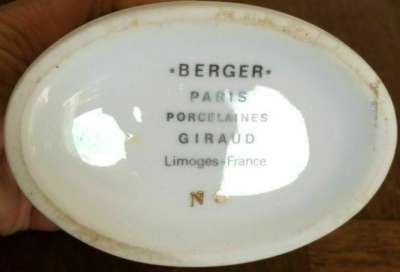 *BERGER*
PARIS
PORCELAINES
GIRAUD
Limoges-France
N